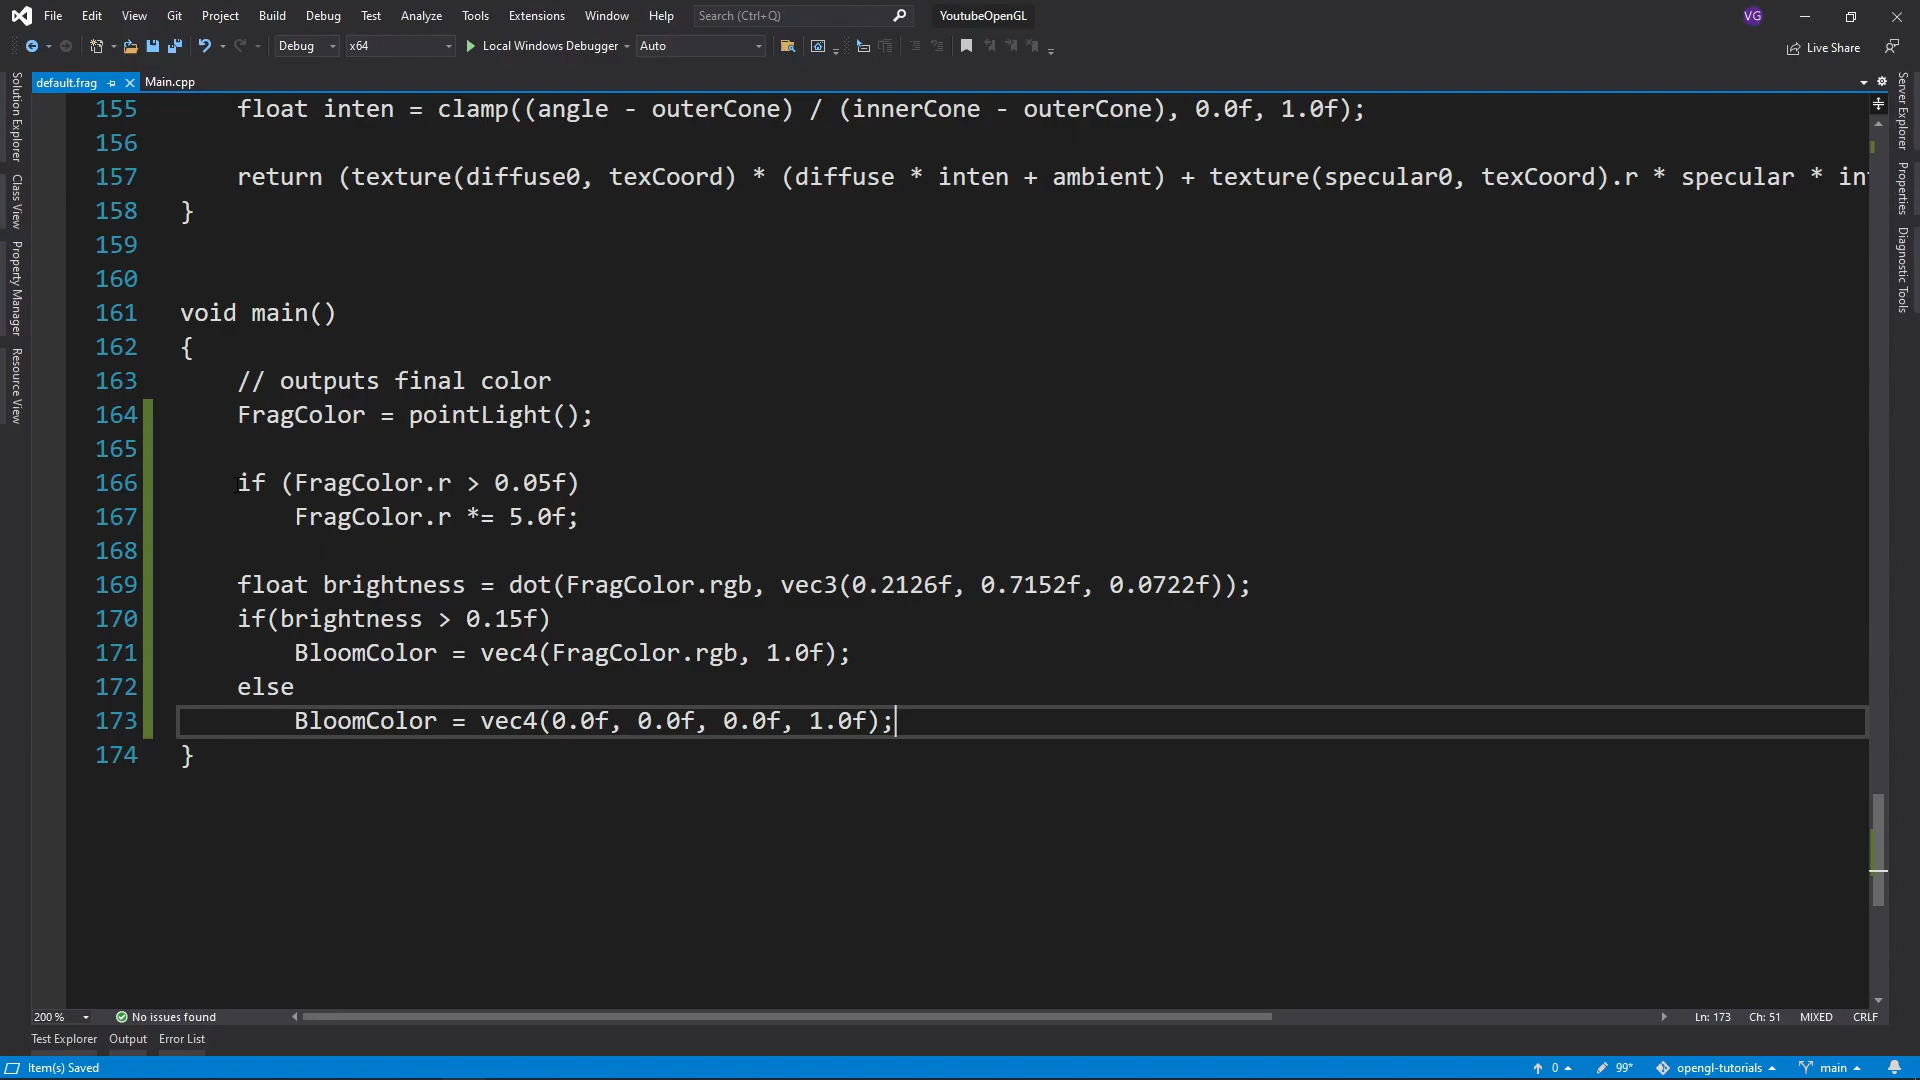 File Edit View Git Project Build Debug Test Analyze Tools Extensions Window Help Search (Ctrl+Q) YoutubeOpenGL VG
Debug x64 Local Windows Debugger Auto Live Share
default.frag Main.cpp
Solution Explorer
Class View
Property Manager
Resource View
155 float inten = clamp((angle - outerCone) / (innerCone - outerCone), 0.0f, 1.0f);
156
157 return (texture(diffuse0, texCoord) * (diffuse * inten + ambient) + texture(specular0, texCoord).r * specular * in
158 }
159
160
161 void main()
162 {
163 // outputs final color
164 FragColor = pointLight();
165
166 if (FragColor.r > 0.05f)
167 FragColor.r *= 5.0f;
168
169 float brightness = dot(FragColor.rgb, vec3(0.2126f, 0.7152f, 0.0722f));
170 if(brightness > 0.15f)
171 BloomColor = vec4(FragColor.rgb, 1.0f);
172 else
173 BloomColor = vec4(0.0f, 0.0f, 0.0f, 1.0f);
174 }
Server Explorer
Properties
Diagnostic Tools
200 % No issues found Ln: 173 Ch: 51 MIXED CRLF
Test Explorer Output Error List
Item(s) Saved 0 99* opengl-tutorials main